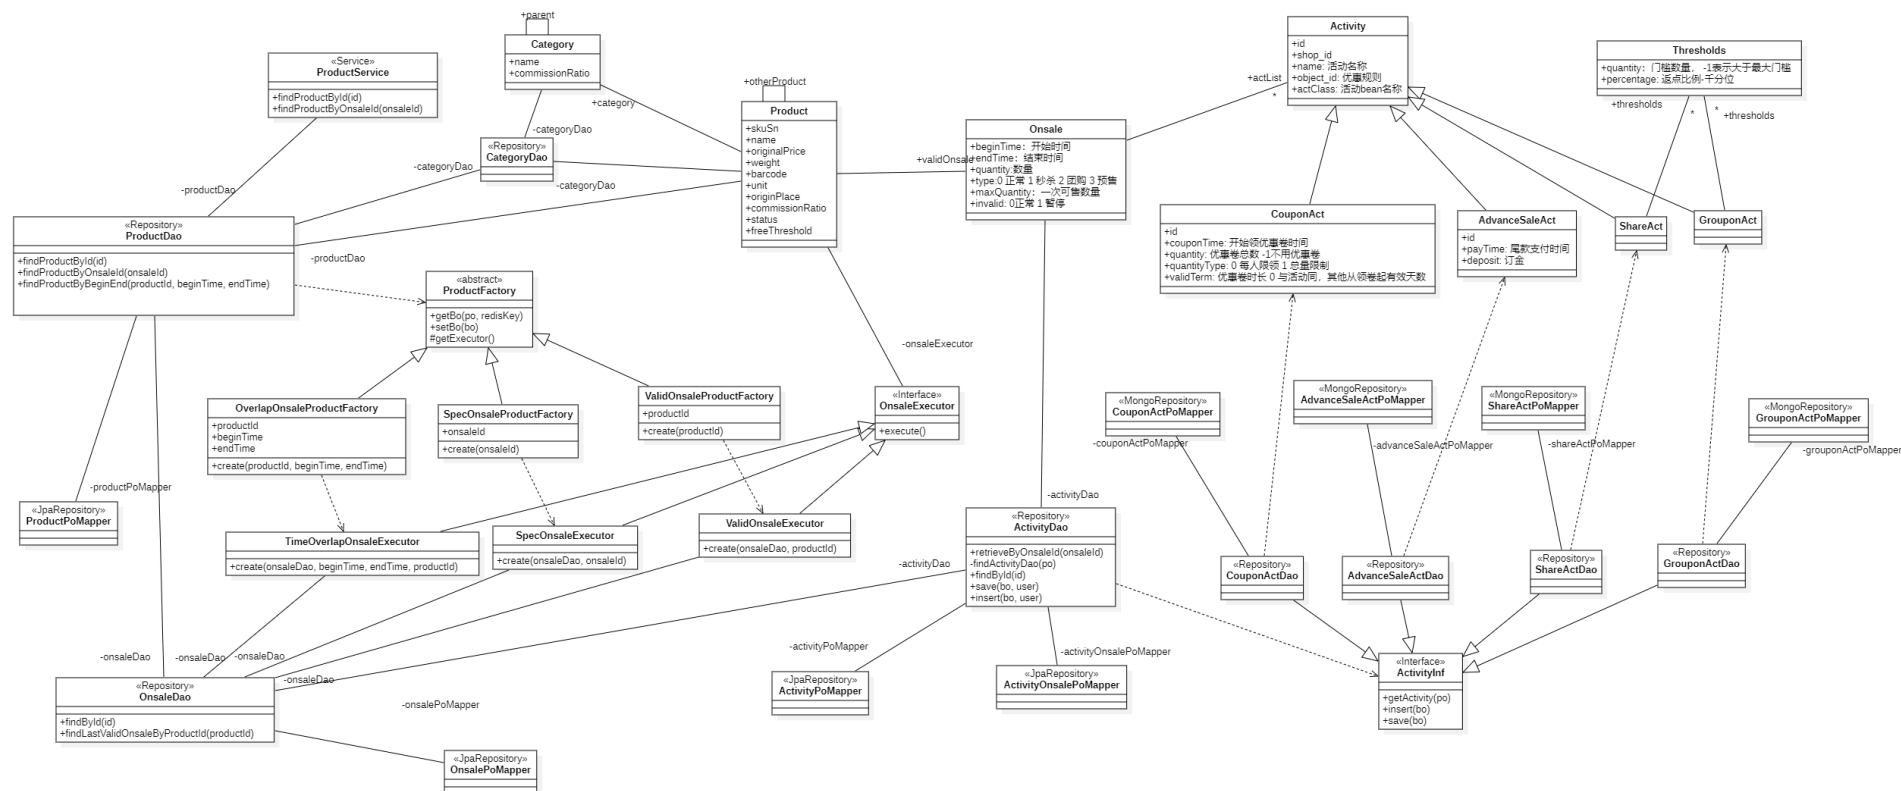 +parent
Category
+name
+commissionRatio
«Service»
ProductService
+findProductById(id)
+findProductByOnsaleId(onsaleId)
+otherProduct
Product
+skuSn
+name
+originalPrice
+weight
+barcode
+unit
+originPlace
+commissionRatio
+status
+freeThreshold
+category
-categoryDao
«Repository»
CategoryDao
-categoryDao
-categoryDao
-productDao
«Repository»
ProductDao
+findProductById(id)
+findProductByOnsaleId(onsaleId)
+findProductByBeginEnd(productId, beginTime, endTime)
-productDao
+validOnsale
Onsale
+beginTime：开始时间
+endTime：结束时间
+quantity:数量
+type:0 正常 1 秒杀 2 团购 3 预售
+maxQuantity：一次可售数量
+invalid: 0正常 1 暂停
+actList
*
Activity
+id
+shop_id
+name: 活动名称
+object_id: 优惠规则
+actClass: 活动bean名称
Thresholds
+quantity：门槛数量， -1表示大于最大门槛
+percentage: 返点比例-千分位
+thresholds
*
*
+thresholds
CouponAct
+id
+couponTime: 开始领优惠卷时间
+quantity: 优惠卷总数 -1不用优惠卷
+quantityType: 0 每人限领 1 总量限制
+validTerm: 优惠卷时长 0 与活动同，其他从领卷起有效天数
AdvanceSaleAct
+id
+payTime: 尾款支付时间
+deposit: 订金
ShareAct
GrouponAct
«abstract»
ProductFactory
+getBo(po, redisKey)
+setBo(bo)
#getExecutor()
-onsaleExecutor
OverlapOnsaleProductFactory
+productId
+beginTime
+endTime
+create(productId, beginTime, endTime)
SpecOnsaleProductFactory
+onsaleId
+create(onsaleId)
ValidOnsaleProductFactory
+productId
+create(productId)
«Interface»
OnsaleExecutor
+execute()
«MongoRepository»
CouponActPoMapper
-couponActPoMapper
«MongoRepository»
AdvanceSaleActPoMapper
-advanceSaleActPoMapper
«MongoRepository»
ShareActPoMapper
-shareActPoMapper
«MongoRepository»
GrouponActPoMapper
-grouponActPoMapper
-productPoMapper
«JpaRepository»
ProductPoMapper
TimeOverlapOnsaleExecutor
+create(onsaleDao, beginTime, endTime, productId)
SpecOnsaleExecutor
+create(onsaleDao, onsaleId)
ValidOnsaleExecutor
+create(onsaleDao, productId)
-activityDao
«Repository»
ActivityDao
+retrieveByOnsaleId(onsaleId)
-findActivityDao(po)
+findById(id)
+save(bo, user)
+insert(bo, user)
-activityDao
«Repository»
CouponActDao
«Repository»
AdvanceSaleActDao
«Repository»
ShareActDao
«Repository»
GrouponActDao
-onsaleDao
-onsaleDao
-onsaleDao
-onsaleDao
«Repository»
OnsaleDao
+findById(id)
+findLastValidOnsaleByProductId(productId)
-onsalePoMapper
«JpaRepository»
OnsalePoMapper
-activityPoMapper
«JpaRepository»
ActivityPoMapper
-activityOnsalePoMapper
«JpaRepository»
ActivityOnsalePoMapper
«Interface»
ActivityInf
+getActivity(po)
+insert(bo)
+save(bo)